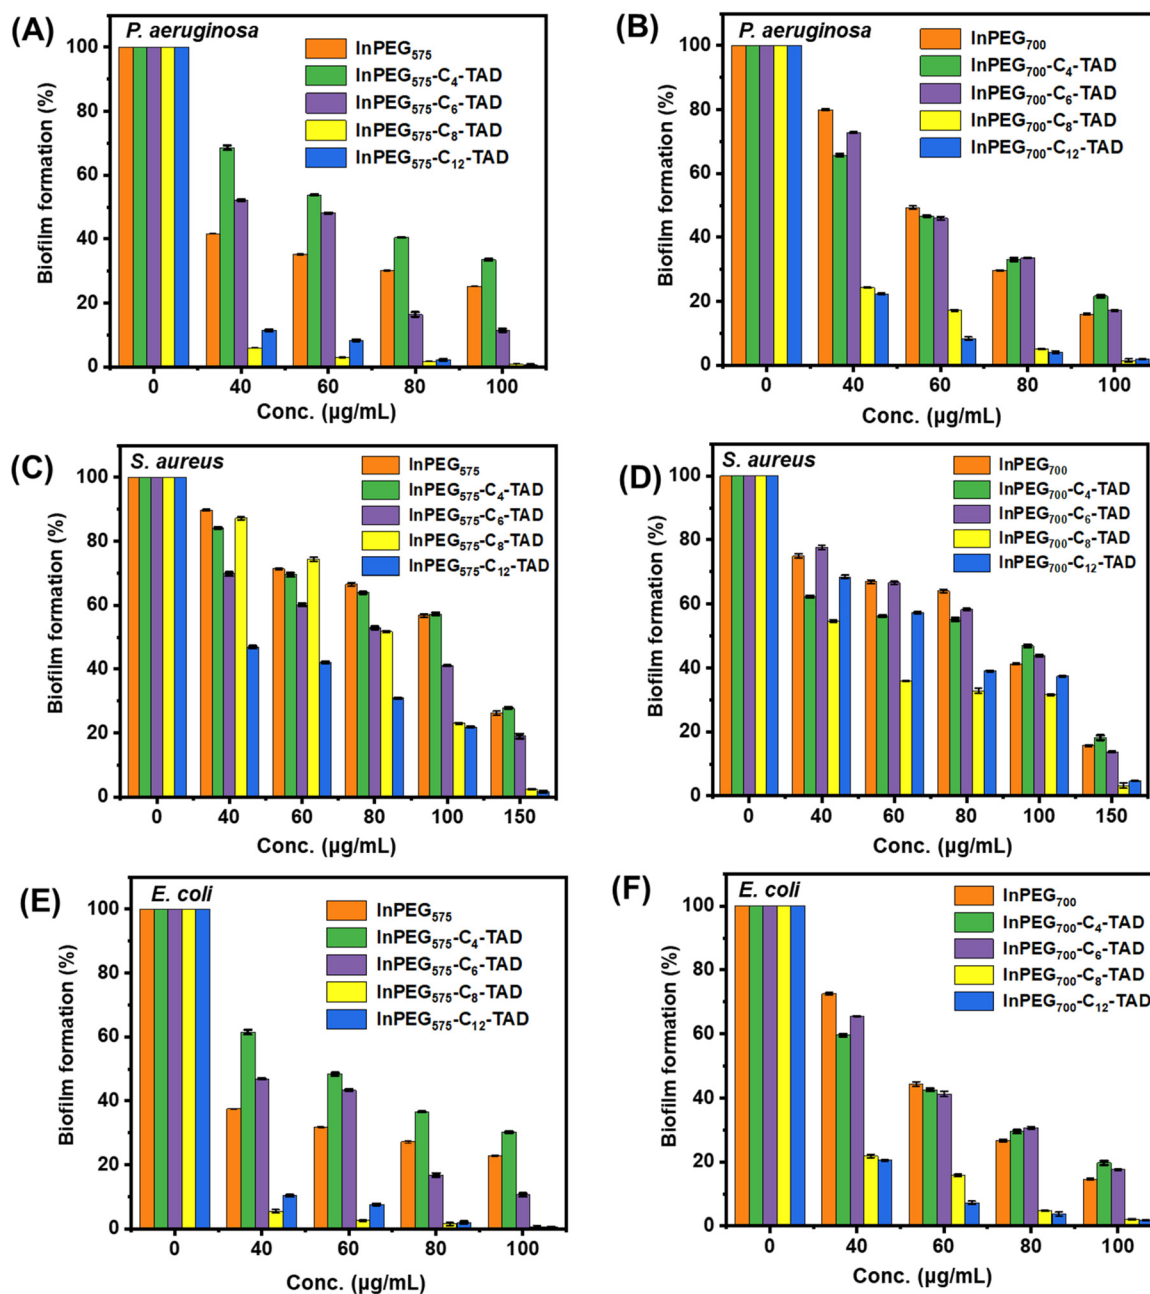 (A)
P. aeruginosa
InPEG₅₇₅
InPEG₅₇₅-C₄-TAD
InPEG₅₇₅-C₆-TAD
InPEG₅₇₅-C₈-TAD
InPEG₅₇₅-C₁₂-TAD
Biofilm formation (%)
100
80
60
40
20
0
0 40 60 80 100
Conc. (µg/mL)
(B)
P. aeruginosa
InPEG₇₀₀
InPEG₇₀₀-C₄-TAD
InPEG₇₀₀-C₆-TAD
InPEG₇₀₀-C₈-TAD
InPEG₇₀₀-C₁₂-TAD
Biofilm formation (%)
100
80
60
40
20
0
0 40 60 80 100
Conc. (µg/mL)
(C)
S. aureus
InPEG₅₇₅
InPEG₅₇₅-C₄-TAD
InPEG₅₇₅-C₆-TAD
InPEG₅₇₅-C₈-TAD
InPEG₅₇₅-C₁₂-TAD
Biofilm formation (%)
100
80
60
40
20
0
0 40 60 80 100 150
Conc. (µg/mL)
(D)
S. aureus
InPEG₇₀₀
InPEG₇₀₀-C₄-TAD
InPEG₇₀₀-C₆-TAD
InPEG₇₀₀-C₈-TAD
InPEG₇₀₀-C₁₂-TAD
Biofilm formation (%)
100
80
60
40
20
0
0 40 60 80 100 150
Conc. (µg/mL)
(E)
E. coli
InPEG₅₇₅
InPEG₅₇₅-C₄-TAD
InPEG₅₇₅-C₆-TAD
InPEG₅₇₅-C₈-TAD
InPEG₅₇₅-C₁₂-TAD
Biofilm formation (%)
100
80
60
40
20
0
0 40 60 80 100
Conc. (µg/mL)
(F)
E. coli
InPEG₇₀₀
InPEG₇₀₀-C₄-TAD
InPEG₇₀₀-C₆-TAD
InPEG₇₀₀-C₈-TAD
InPEG₇₀₀-C₁₂-TAD
Biofilm formation (%)
100
80
60
40
20
0
0 40 60 80 100
Conc. (µg/mL)